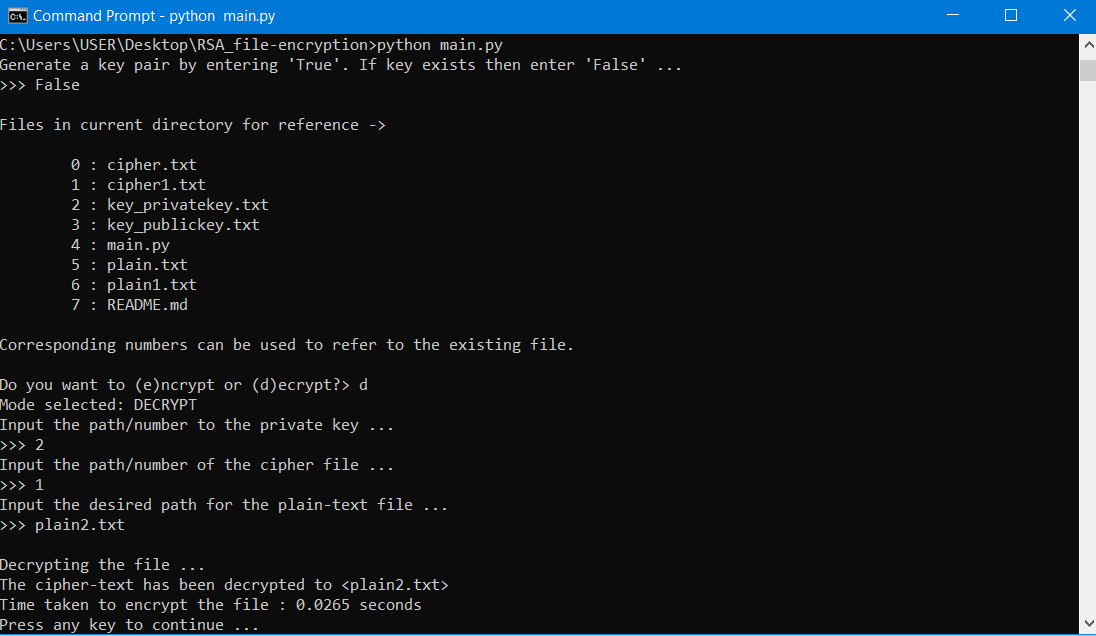 Command Prompt - python  main.py
C:\Users\USER\Desktop\RSA_file-encryption>python main.py
Generate a key pair by entering 'True'. If key exists then enter 'False' ...
>>> False
Files in current directory for reference ->
0 : cipher.txt
1 : cipher1.txt
2 : key_privatekey.txt
3 : key_publickey.txt
4 : main.py
5 : plain.txt
6 : plain1.txt
7 : README.md
Corresponding numbers can be used to refer to the existing file.
Do you want to (e)ncrypt or (d)ecrypt?> d
Mode selected: DECRYPT
Input the path/number to the private key ...
>>> 2
Input the path/number of the cipher file ...
>>> 1
Input the desired path for the plain-text file ...
>>> plain2.txt
Decrypting the file ...
The cipher-text has been decrypted to <plain2.txt>
Time taken to encrypt the file : 0.0265 seconds
Press any key to continue ...